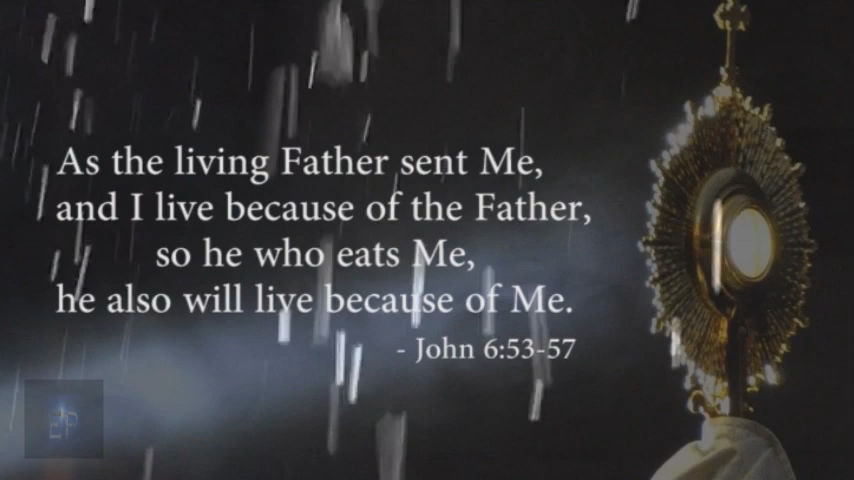 As the living Father sent Me,
and I live because of the Father,
so he who eats Me,
he also will live because of Me.
- John 6:53-57